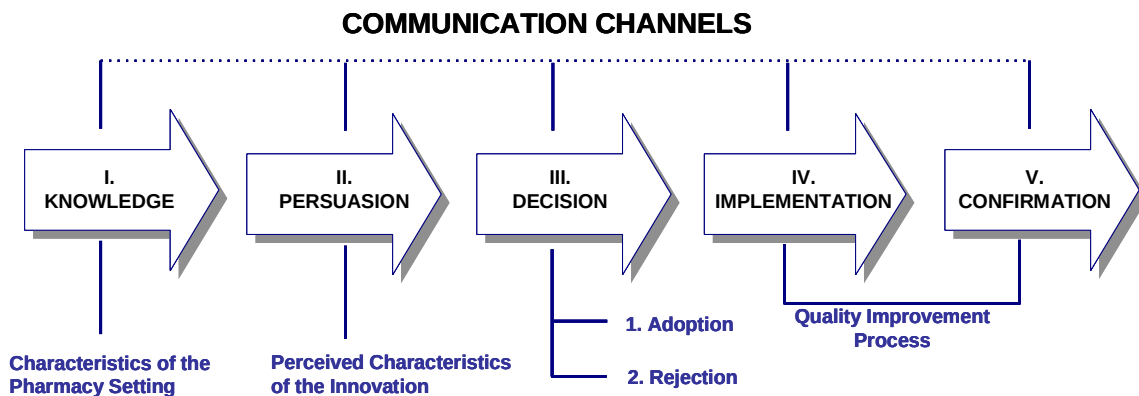 COMMUNICATION CHANNELS
I.
KNOWLEDGE
II.
PERSUASION
III.
DECISION
IV.
IMPLEMENTATION
V.
CONFIRMATION
Characteristics of the
Pharmacy Setting
Perceived Characteristics
of the Innovation
1. Adoption
2. Rejection
Quality Improvement
Process